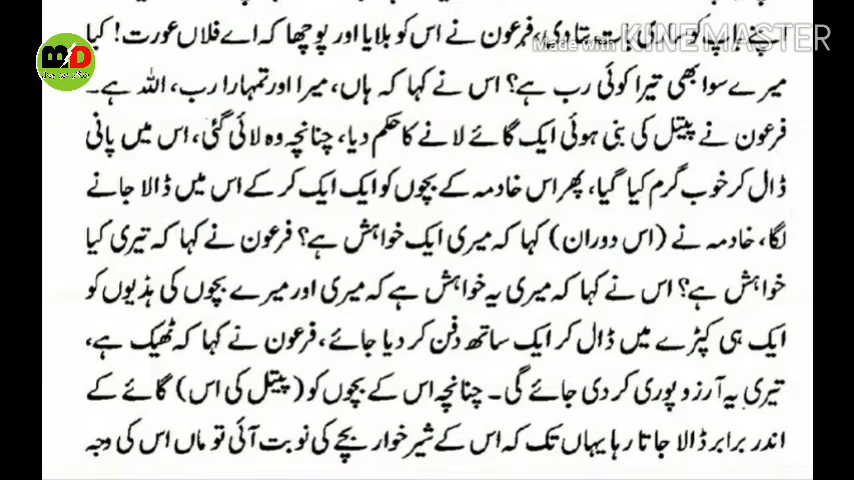 اپنے باپ کو ساری بات بتا دی، فرعون نے اس کو بلایا اور پوچھا کہ اے فلاں عورت! کیا
Made with KINEMASTER
BD
میرے سوا بھی تیرا کوئی رب ہے؟ اس نے کہا کہ ہاں، میرا اور تمہارا رب، اللہ ہے۔
فرعون نے پیتل کی بنی ہوئی ایک گائے لانے کا حکم دیا، چنانچہ وہ لائی گئی، اس میں پانی
ڈال کر خوب گرم کیا گیا، پھر اس خادمہ کے بچوں کو ایک ایک کر کے اس میں ڈالا جانے
لگا، خادمہ نے (اس دوران) کہا کہ میری ایک خواہش ہے؟ فرعون نے کہا کہ تیری کیا
خواہش ہے؟ اس نے کہا کہ میری یہ خواہش ہے کہ میری اور میرے بچوں کی ہڈیوں کو
ایک ہی کپڑے میں ڈال کر ایک ساتھ دفن کر دیا جائے، فرعون نے کہا کہ ٹھیک ہے،
تیری یہ آرزو پوری کر دی جائے گی۔ چنانچہ اس کے بچوں کو (پیتل کی اس) گائے کے
اندر برابر ڈالا جاتا رہا یہاں تک کہ اس کے شیر خوار بچے کی نوبت آئی تو ماں اس کی وجہ